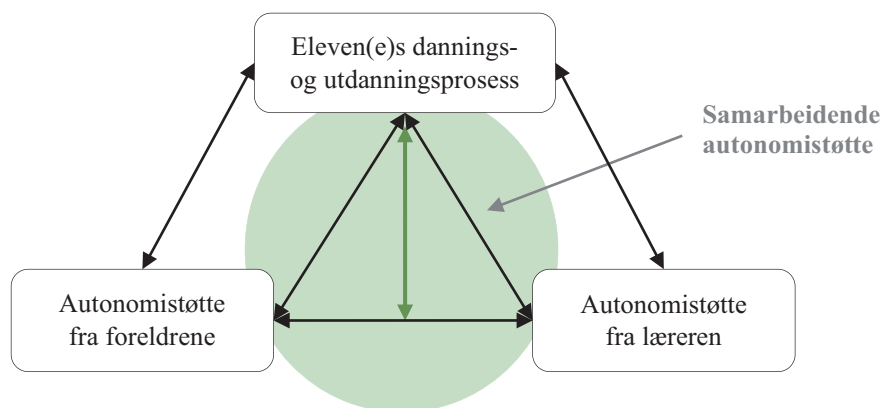 Eleven(e)s dannings-
og utdanningsprosess
Samarbeidende
autonomistøtte
Autonomistøtte
fra foreldrene
Autonomistøtte
fra læreren